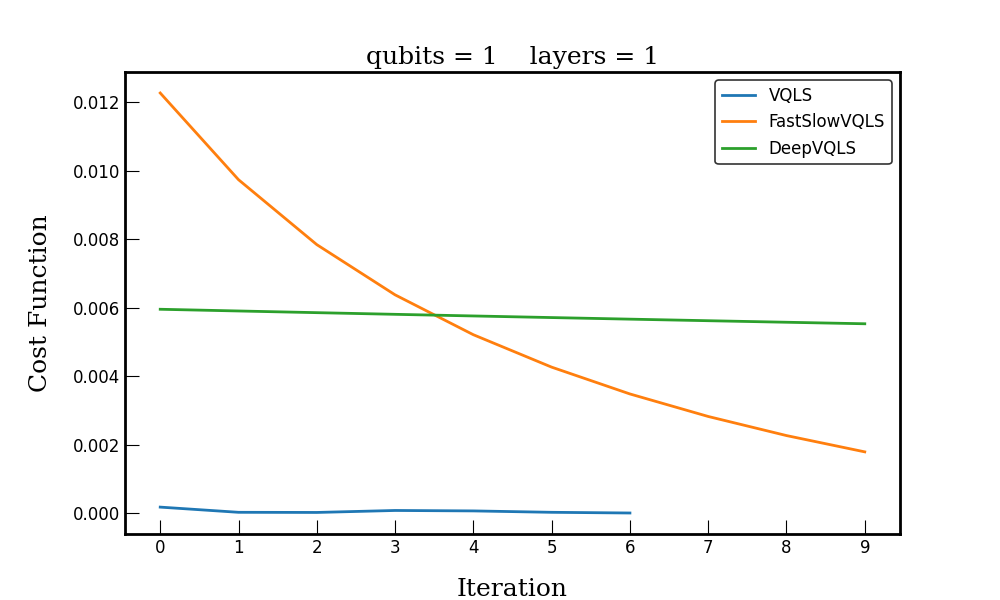 qubits = 1    layers = 1
VQLS
FastSlowVQLS
DeepVQLS
Cost Function
0.012
0.010
0.008
0.006
0.004
0.002
0.000
0 1 2 3 4 5 6 7 8 9
Iteration